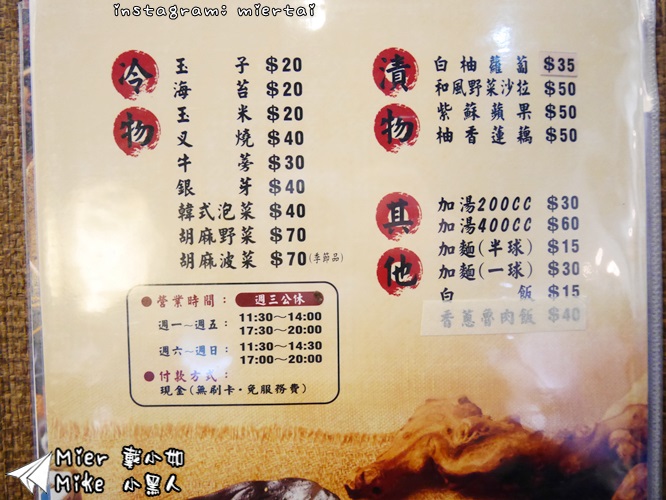 instagram: miertai
冷物
玉子 $20
海苔 $20
玉米 $20
叉燒 $40
牛蒡 $30
銀芽 $40
韓式泡菜 $40
胡麻野菜 $70
胡麻波菜 $70(季節品)
漬物
白柚蘿蔔 $35
和風野菜沙拉 $50
紫蘇蘋果 $50
柚香蓮藕 $50
其他
加湯200CC $30
加湯400CC $60
加麵(半球) $15
加麵(一球) $30
白飯 $15
香蔥魯肉飯 $40
●營業時間： 週三公休
週一～週五： 11:30～14:00
17:30～20:00
週六～週日： 11:30～14:30
17:00～20:00
●付款方式：
現金(無刷卡·免服務費)
Mier 戴小如
Mike 小黑人